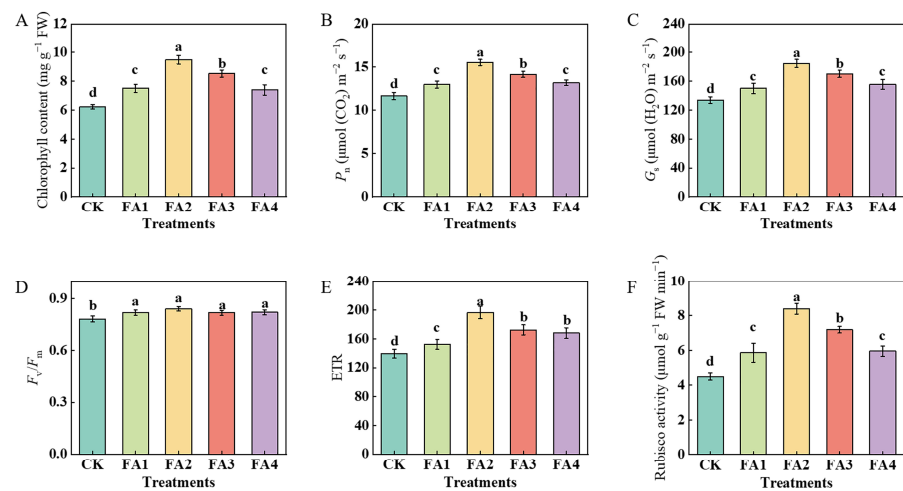 A
Chlorophyll content (mg g⁻¹ FW)
12
10
8
6
4
2
0
d
c
a
b
c
CK FA1 FA2 FA3 FA4
Treatments
B
Pn (μmol (CO₂) m⁻² s⁻¹)
20
15
10
5
0
d
c
a
b
c
CK FA1 FA2 FA3 FA4
Treatments
C
Gs (μmol (H₂O) m⁻² s⁻¹)
240
200
160
120
80
40
0
d
c
a
b
c
CK FA1 FA2 FA3 FA4
Treatments
D
Fv/Fm
0.9
0.6
0.3
0.0
b
a
a
a
a
CK FA1 FA2 FA3 FA4
Treatments
E
ETR
240
200
160
120
80
40
0
d
c
a
b
b
CK FA1 FA2 FA3 FA4
Treatments
F
Rubisco activity (μmol g⁻¹ FW min⁻¹)
10
8
6
4
2
0
d
c
a
b
c
CK FA1 FA2 FA3 FA4
Treatments